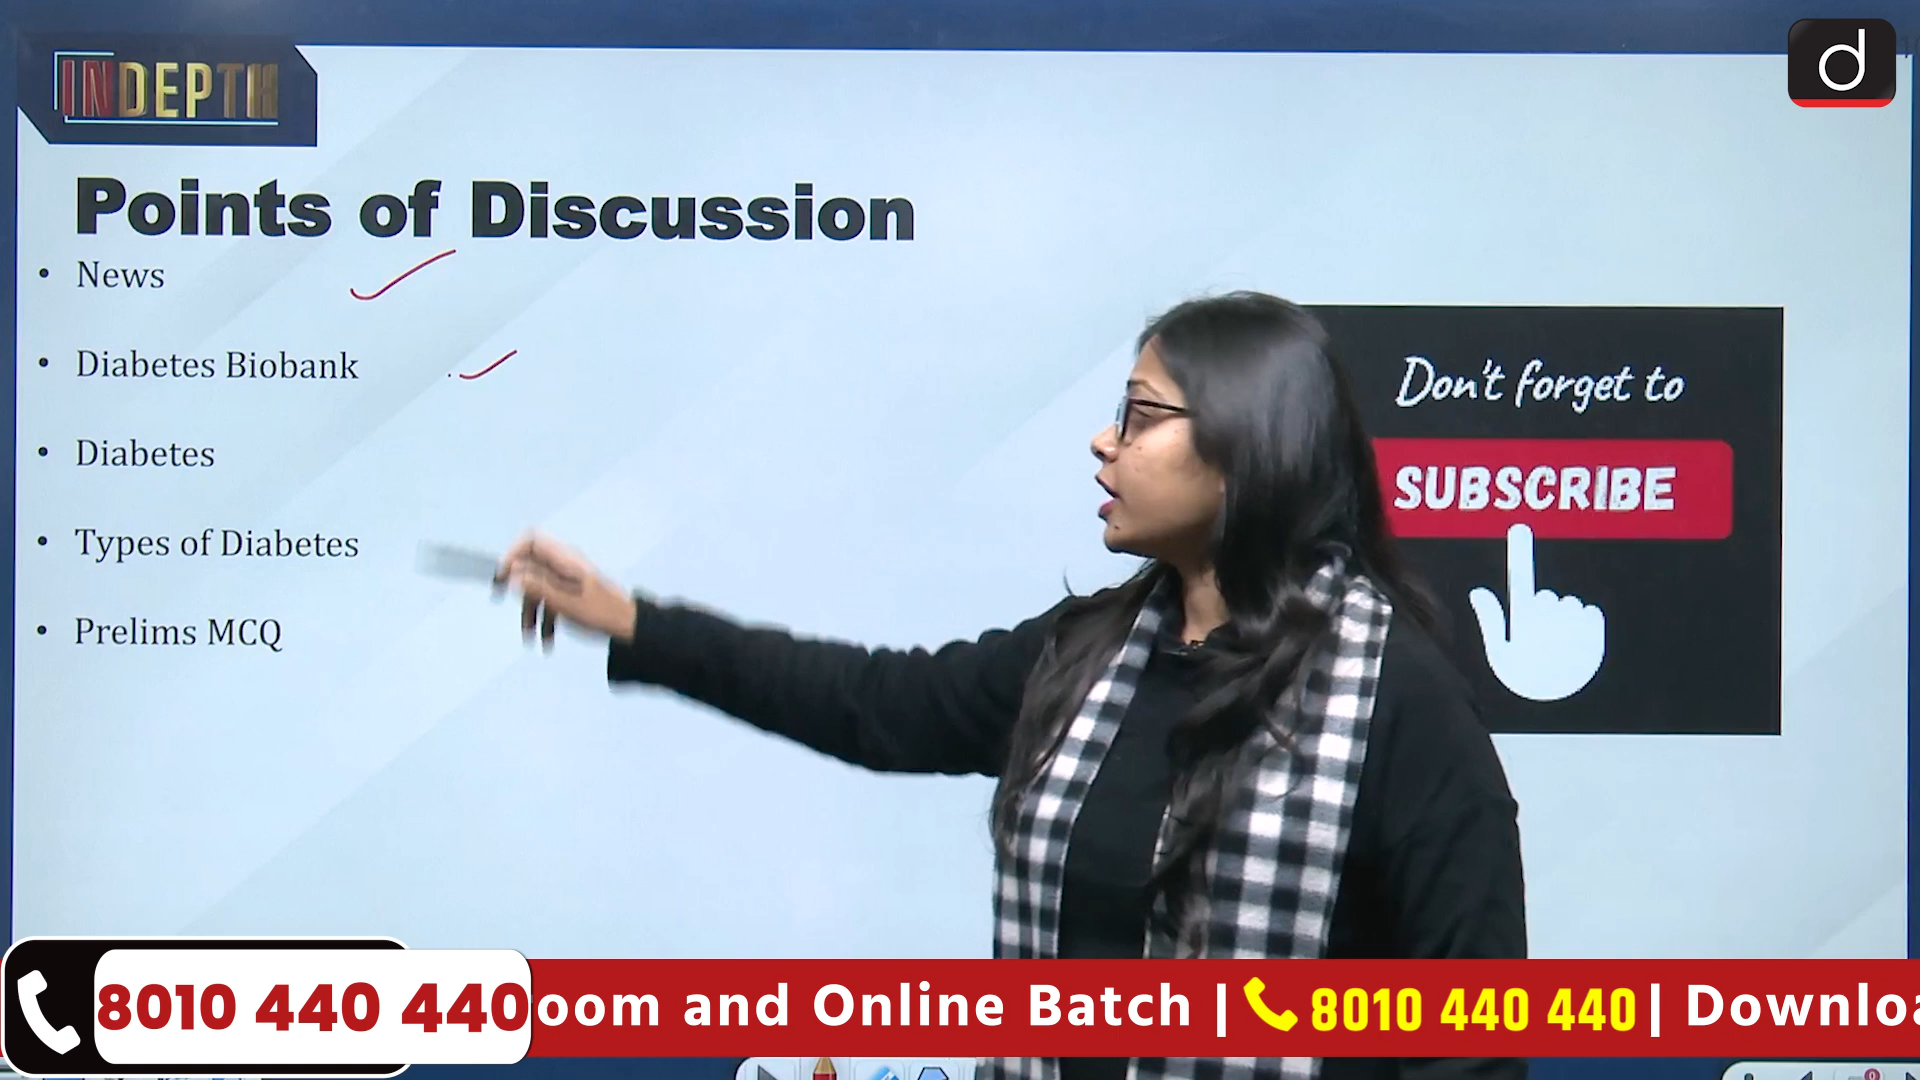 INDEPTH
d
Points of Discussion
• News
• Diabetes Biobank
• Diabetes
• Types of Diabetes
• Prelims MCQ
Don't forget to
SUBSCRIBE
8010 440 440
oom and Online Batch | 8010 440 440 | Downloa